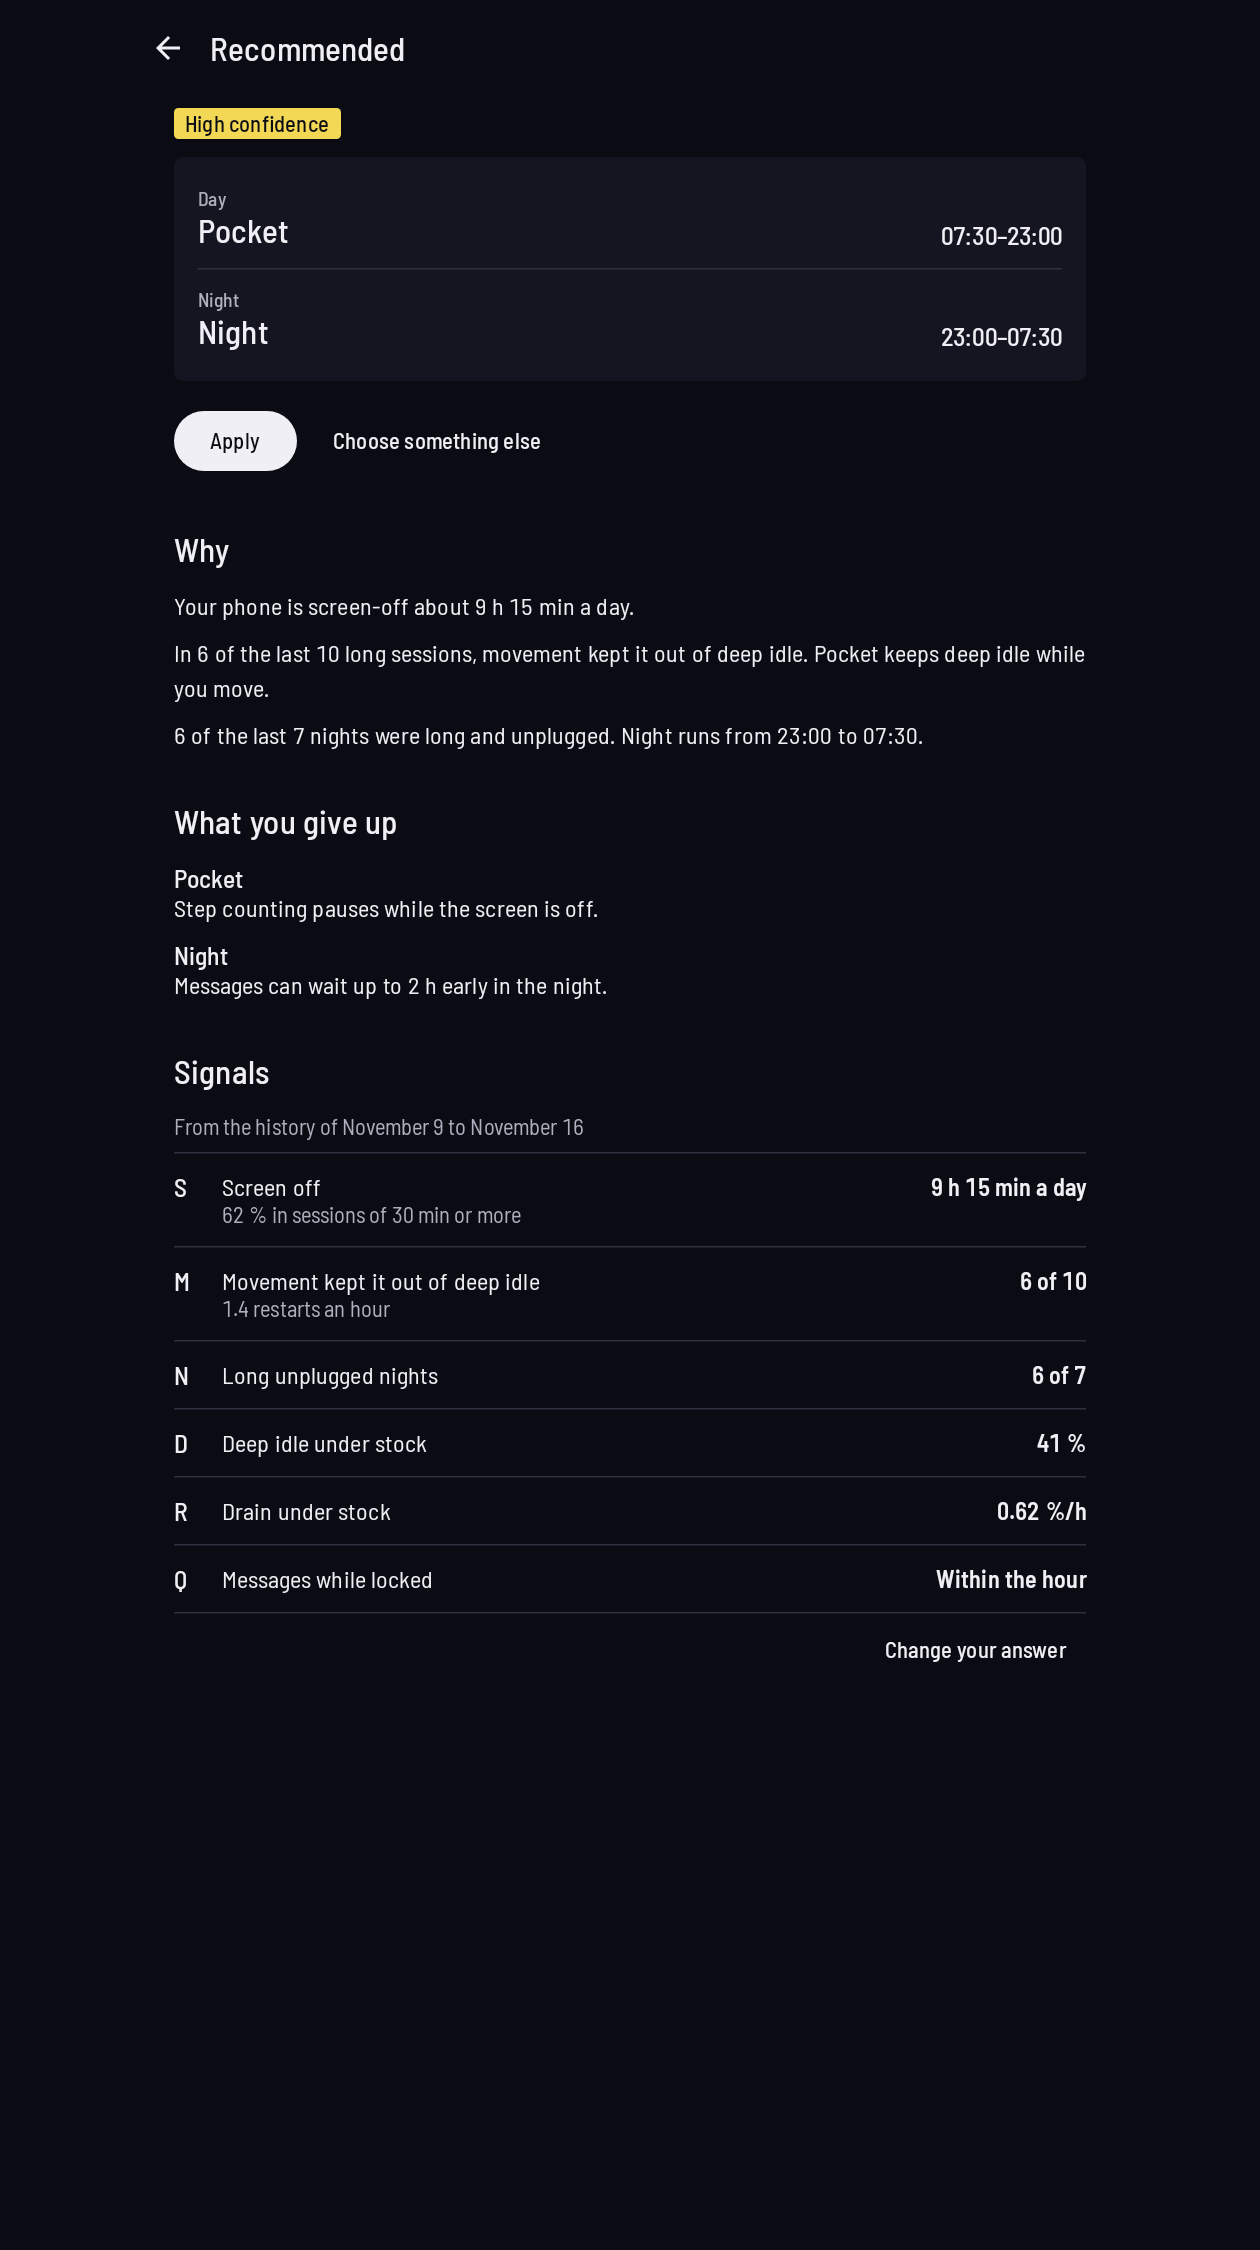 Recommended
High confidence
Day
Pocket
07:30–23:00
Night
Night
23:00–07:30
Apply
Choose something else
Why
Your phone is screen-off about 9 h 15 min a day.
In 6 of the last 10 long sessions, movement kept it out of deep idle. Pocket keeps deep idle while
you move.
6 of the last 7 nights were long and unplugged. Night runs from 23:00 to 07:30.
What you give up
Pocket
Step counting pauses while the screen is off.
Night
Messages can wait up to 2 h early in the night.
Signals
From the history of November 9 to November 16
S Screen off 9 h 15 min a day
62 % in sessions of 30 min or more
M Movement kept it out of deep idle 6 of 10
1.4 restarts an hour
N Long unplugged nights 6 of 7
D Deep idle under stock 41 %
R Drain under stock 0.62 %/h
Q Messages while locked Within the hour
Change your answer